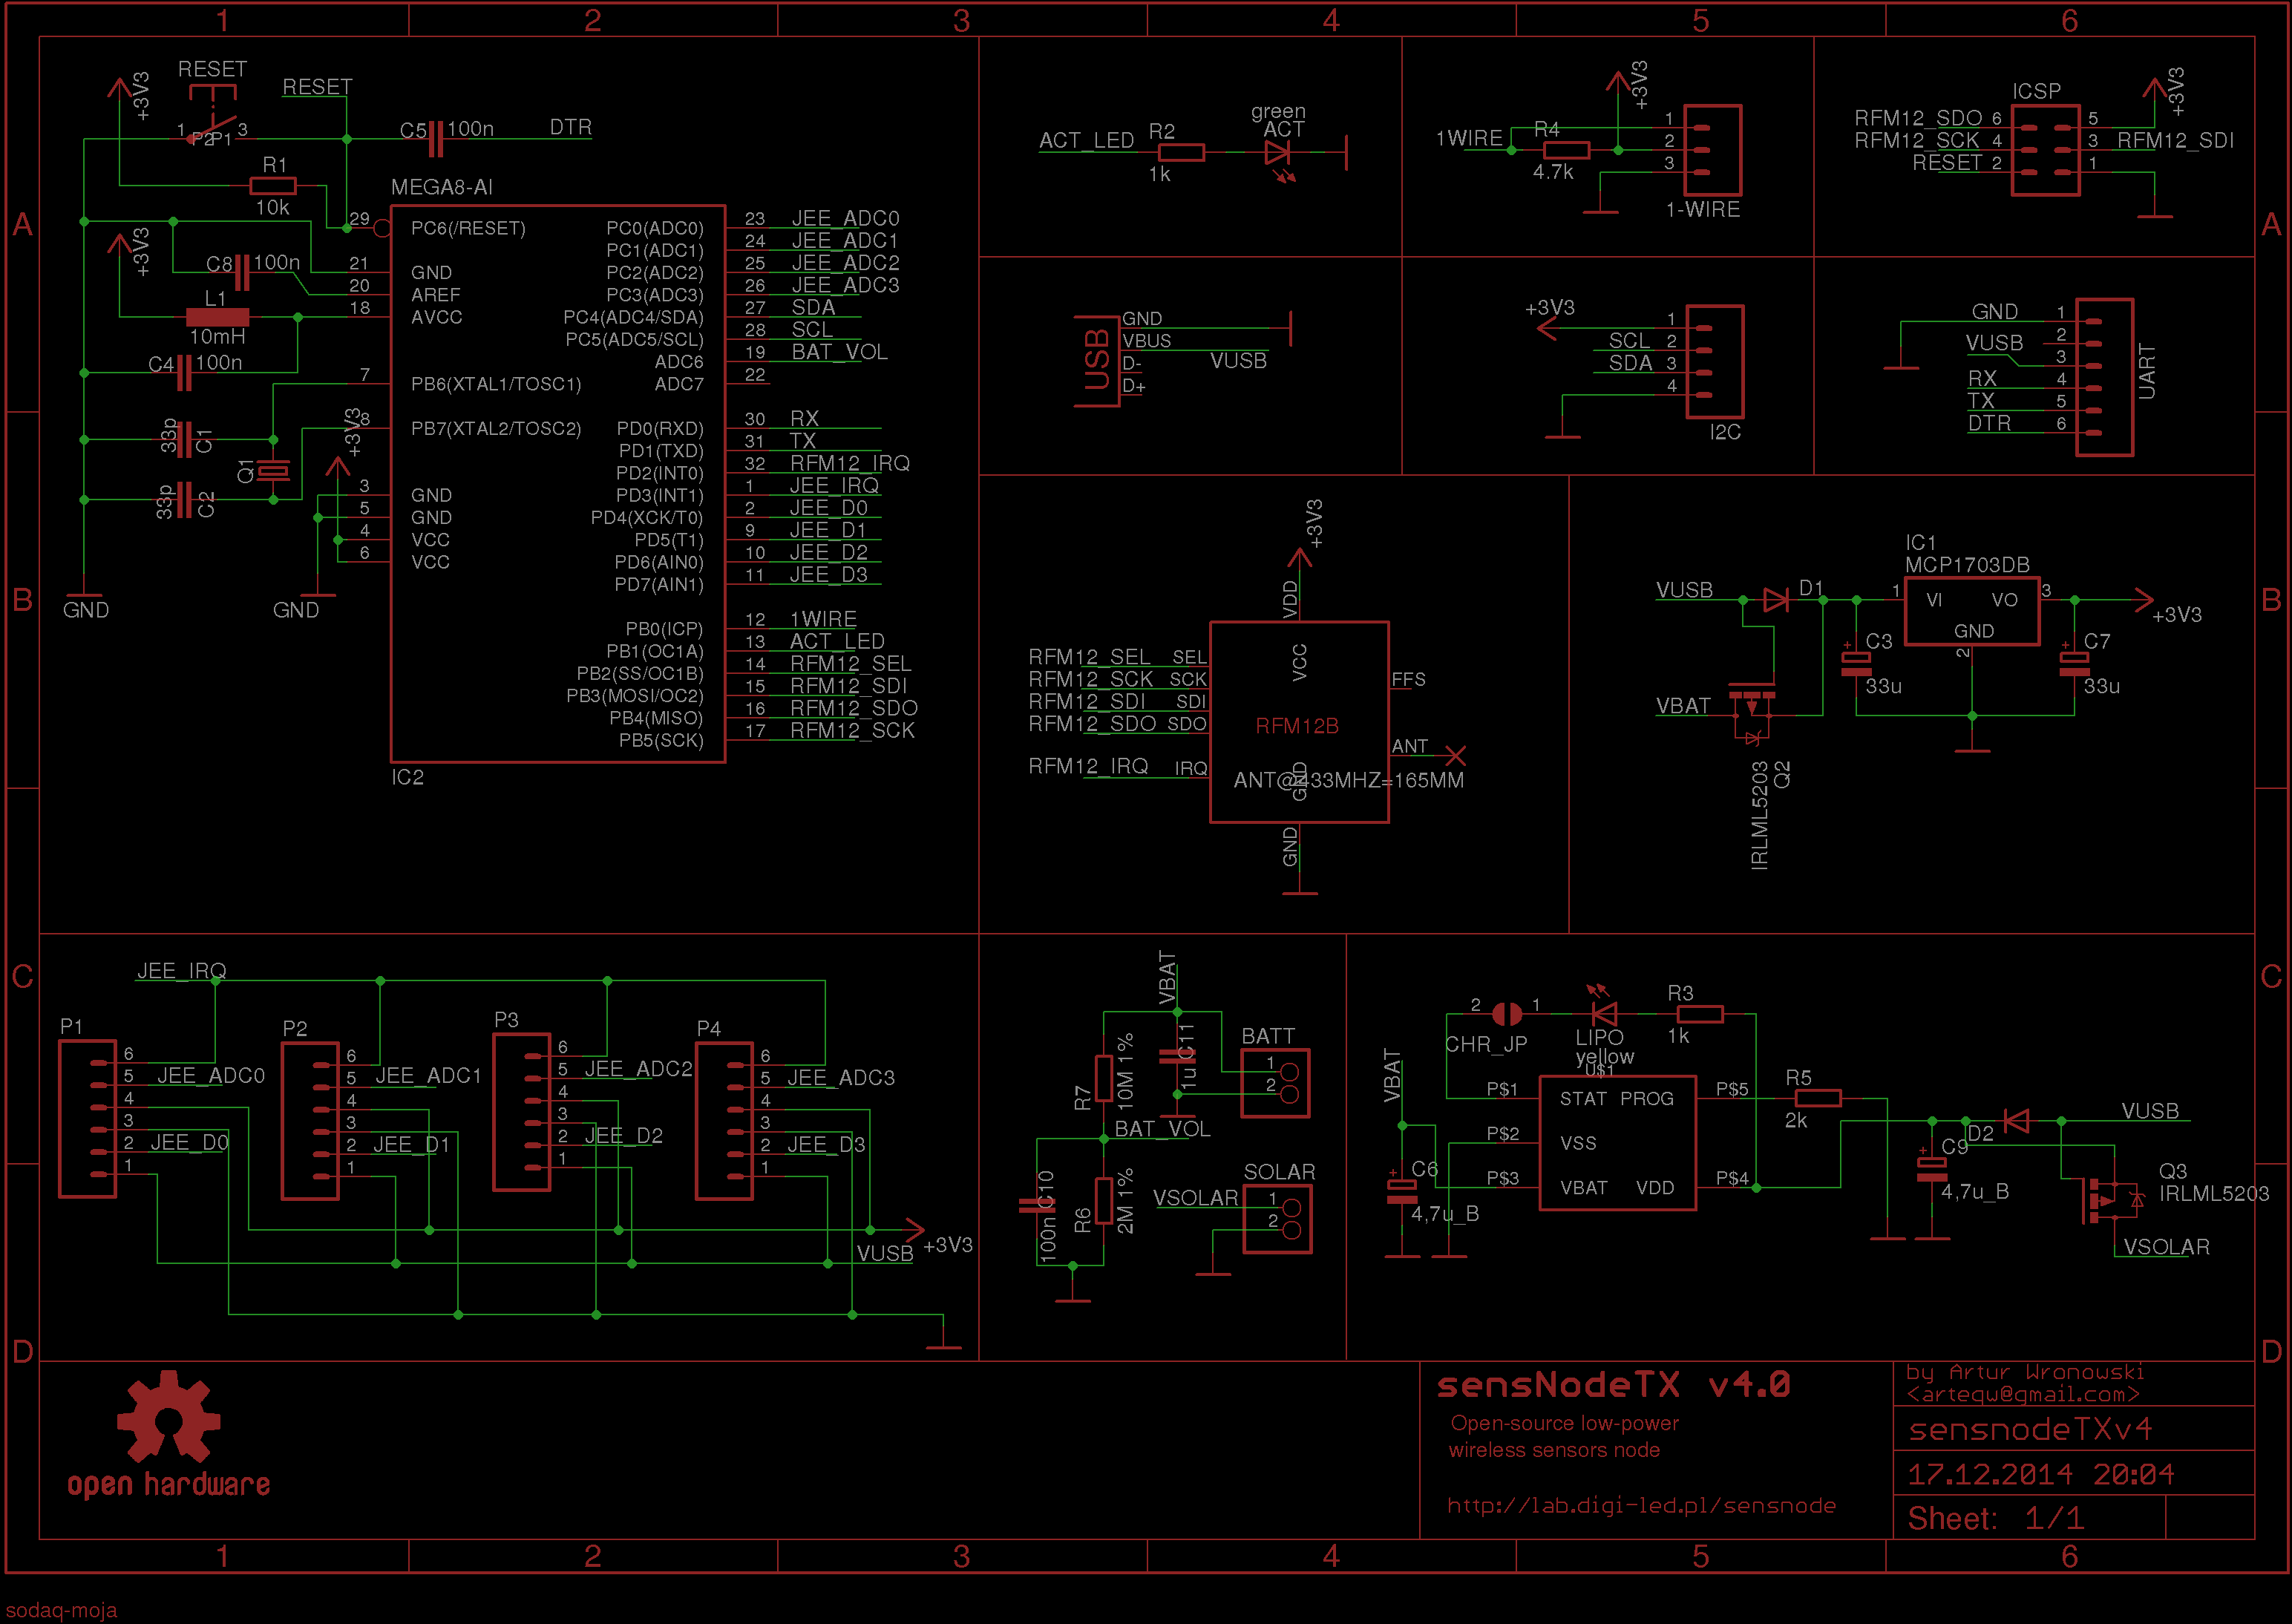 1 2 3 4 5 6
A
B
C
D
+3V3
RESET
RESET
1 P2 P1 3
C5 100n DTR
R1
10k
MEGA8-AI
+3V3
C8 100n
L1
10mH
C4 100n
33p C1
Q1
33p C2
+3V3
GND
GND
29 PC6(/RESET)
21 GND
20 AREF
18 AVCC
7 PB6(XTAL1/TOSC1)
8 PB7(XTAL2/TOSC2)
3 GND
5 GND
4 VCC
6 VCC
PC0(ADC0) 23 JEE_ADC0
PC1(ADC1) 24 JEE_ADC1
PC2(ADC2) 25 JEE_ADC2
PC3(ADC3) 26 JEE_ADC3
PC4(ADC4/SDA) 27 SDA
PC5(ADC5/SCL) 28 SCL
ADC6 19 BAT_VOL
ADC7 22
PD0(RXD) 30 RX
PD1(TXD) 31 TX
PD2(INT0) 32 RFM12_IRQ
PD3(INT1) 1 JEE_IRQ
PD4(XCK/T0) 2 JEE_D0
PD5(T1) 9 JEE_D1
PD6(AIN0) 10 JEE_D2
PD7(AIN1) 11 JEE_D3
PB0(ICP) 12 1WIRE
PB1(OC1A) 13 ACT_LED
PB2(SS/OC1B) 14 RFM12_SEL
PB3(MOSI/OC2) 15 RFM12_SDI
PB4(MISO) 16 RFM12_SDO
PB5(SCK) 17 RFM12_SCK
IC2
ACT_LED R2
1k
green
ACT
+3V3
1WIRE R4
4.7k
1
2
3
1-WIRE
ICSP
+3V3
RFM12_SDO 6 5
RFM12_SCK 4 3 RFM12_SDI
RESET 2 1
USB
GND
VBUS
VUSB
D-
D+
+3V3 1
SCL 2
SDA 3
4
I2C
GND 1
2
VUSB 3
RX 4
TX 5
DTR 6
UART
+3V3
VDD
VCC
RFM12_SEL SEL
RFM12_SCK SCK
RFM12_SDI SDI
RFM12_SDO SDO
RFM12_IRQ IRQ
FFS
RFM12B
ANT
ANT@433MHZ=165MM
GND
GND
IC1
MCP1703DB
VUSB D1 1 VI VO 3
+3V3
GND
2
C3
33u
C7
33u
VBAT
IRLML5203
Q2
JEE_IRQ
P1
6
5 JEE_ADC0
4
3
2 JEE_D0
1
P2
6
5 JEE_ADC1
4
3
2 JEE_D1
1
P3
6
5 JEE_ADC2
4
3
2 JEE_D2
1
P4
6
5 JEE_ADC3
4
3
2 JEE_D3
1
VUSB +3V3
VBAT
R7
10M 1%
1u C11
BATT
1
2
BAT_VOL
100n C10
R6
2M 1%
SOLAR
VSOLAR 1
2
2 1
CHR_JP
LIPO
yellow
R3
1k
U$1
VBAT
P$1 STAT PROG P$5
P$2 VSS
P$3 VBAT VDD P$4
C6
4,7u_B
R5
2k
C9
4,7u_B
D2
VUSB
Q3
IRLML5203
VSOLAR
open hardware
sensNodeTX v4.0
Open-source low-power
wireless sensors node
http://lab.digi-led.pl/sensnode
by Artur Wronowski
<artequ@gmail.com>
sensnodeTXv4
17.12.2014 20:04
Sheet: 1/1
A
B
C
D
1 2 3 4 5 6
sodaq-moja